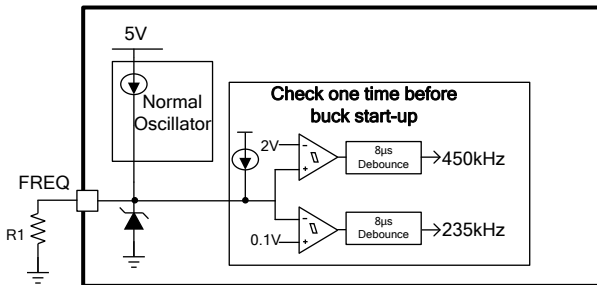 5V
Normal
Oscillator
Check one time before
buck start-up
2V
−
+
8µs
Debounce
450kHz
FREQ
R1
−
+
0.1V
8µs
Debounce
235kHz